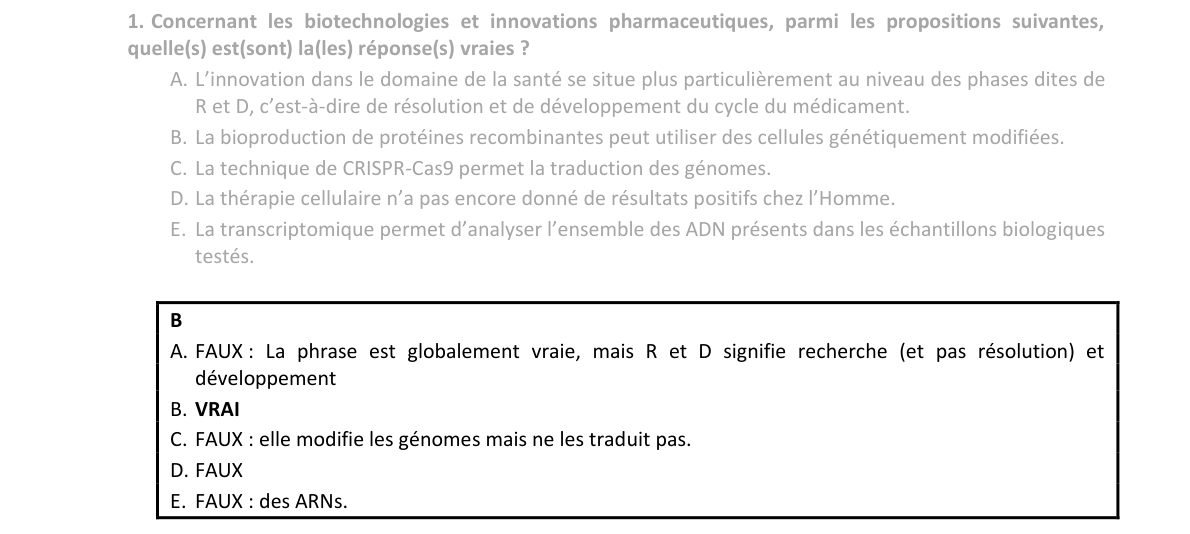 1. Concernant les biotechnologies et innovations pharmaceutiques, parmi les propositions suivantes,
quelle(s) est(sont) la(les) réponse(s) vraies ?
A. L’innovation dans le domaine de la santé se situe plus particulièrement au niveau des phases dites de
R et D, c’est-à-dire de résolution et de développement du cycle du médicament.
B. La bioproduction de protéines recombinantes peut utiliser des cellules génétiquement modifiées.
C. La technique de CRISPR-Cas9 permet la traduction des génomes.
D. La thérapie cellulaire n’a pas encore donné de résultats positifs chez l’Homme.
E. La transcriptomique permet d’analyser l’ensemble des ADN présents dans les échantillons biologiques
testés.
B
A. FAUX : La phrase est globalement vraie, mais R et D signifie recherche (et pas résolution) et
développement
B. VRAI
C. FAUX : elle modifie les génomes mais ne les traduit pas.
D. FAUX
E. FAUX : des ARNs.